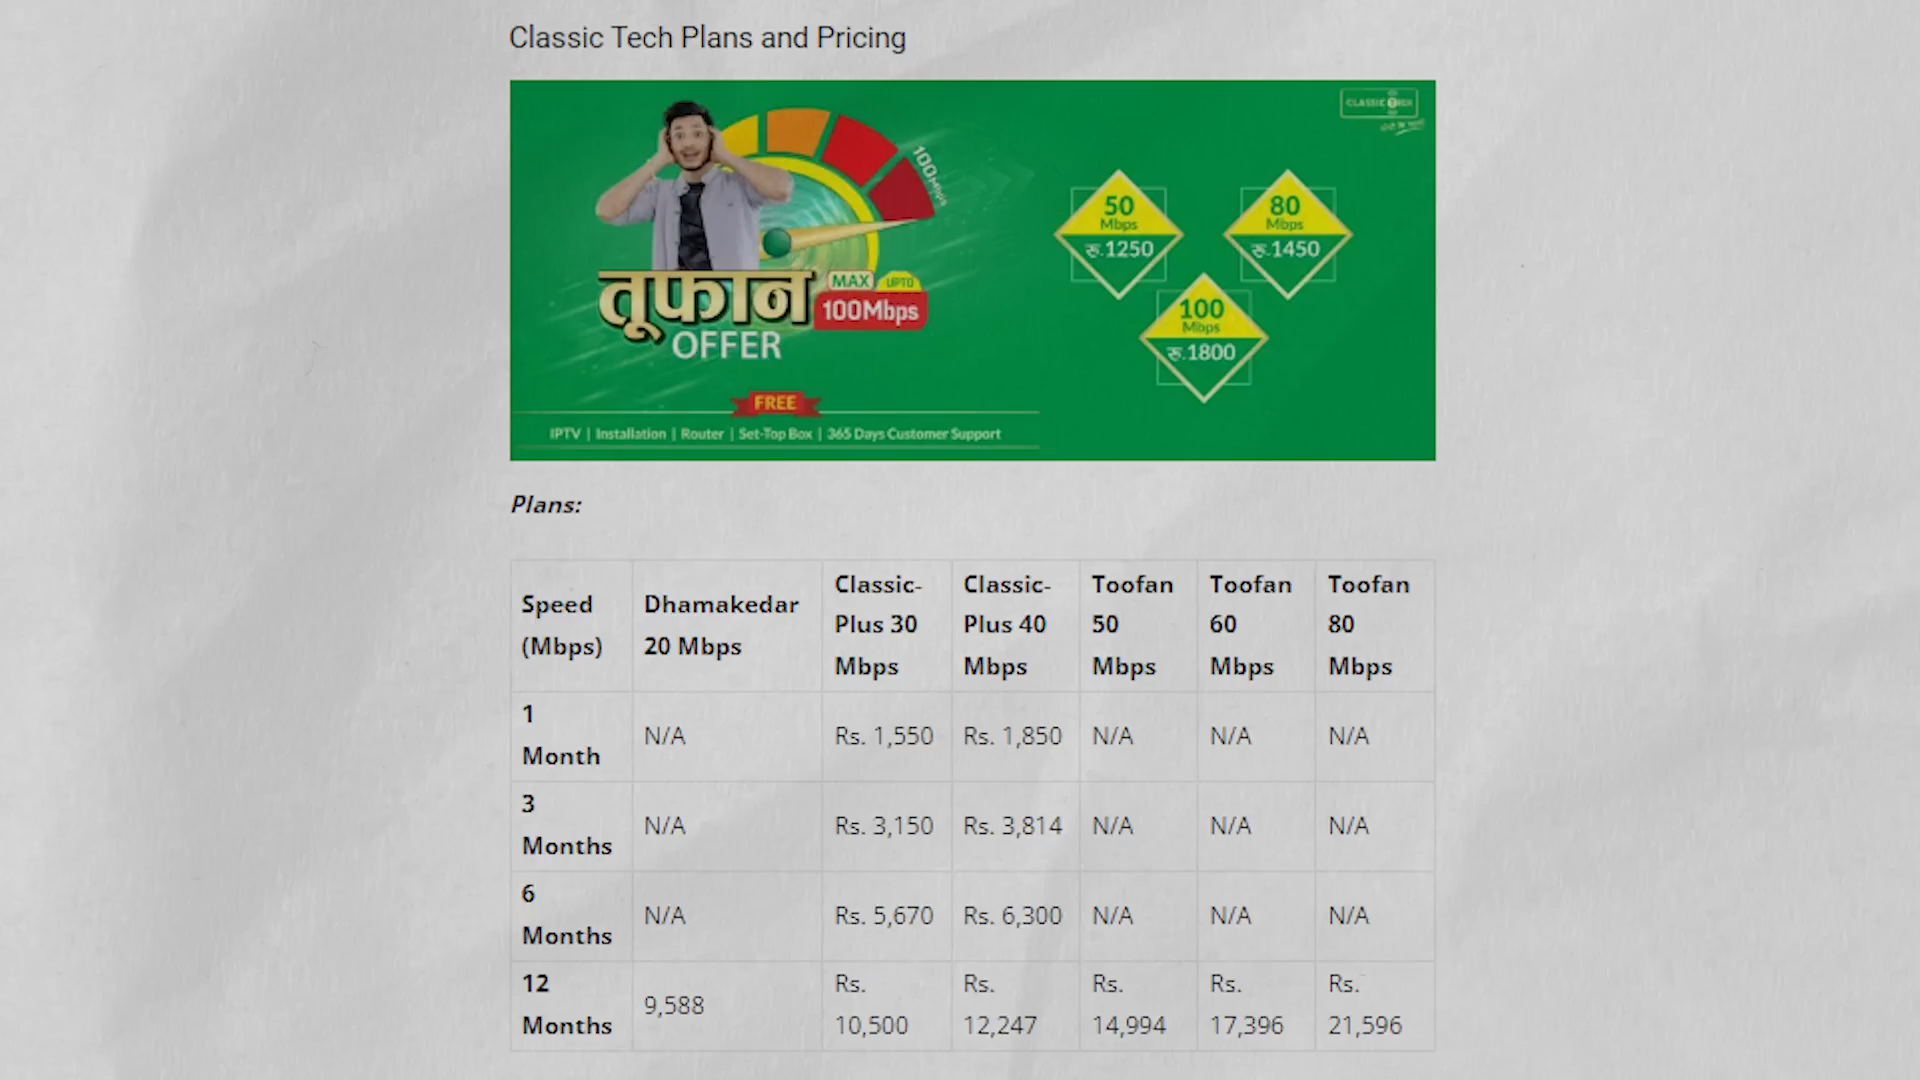 Classic Tech Plans and Pricing
CLASSIC TECH
100Mbps
50
Mbps
रु.1250
80
Mbps
रु.1450
100
Mbps
रु.1800
तूफान
MAX UPTO
100Mbps
OFFER
FREE
IPTV | Installation | Router | Set-Top Box | 365 Days Customer Support
Plans:
Speed (Mbps) Dhamakedar 20 Mbps Classic-Plus 30 Mbps Classic-Plus 40 Mbps Toofan 50 Mbps Toofan 60 Mbps Toofan 80 Mbps
1 Month N/A Rs. 1,550 Rs. 1,850 N/A N/A N/A
3 Months N/A Rs. 3,150 Rs. 3,814 N/A N/A N/A
6 Months N/A Rs. 5,670 Rs. 6,300 N/A N/A N/A
12 Months 9,588 Rs. 10,500 Rs. 12,247 Rs. 14,994 Rs. 17,396 Rs. 21,596